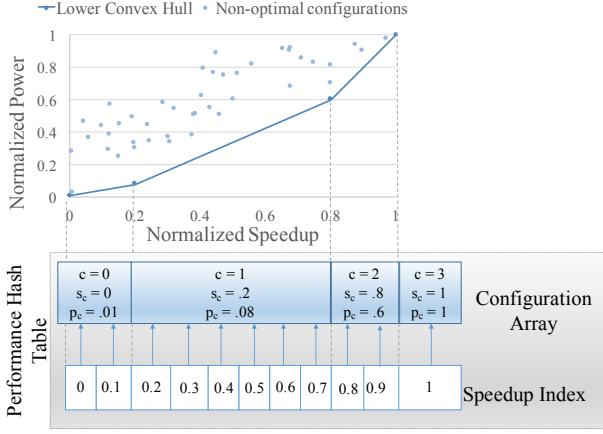 Lower Convex Hull Non-optimal configurations
1
0.8
0.6
0.4
0.2
0
Normalized Power
0 0.2 0.4 0.6 0.8 1
Normalized Speedup
Performance Hash
Table
c = 0 c = 1 c = 2 c = 3
s_c = 0 s_c = .2 s_c = .8 s_c = 1
p_c = .01 p_c = .08 p_c = .6 p_c = 1
Configuration
Array
0 0.1 0.2 0.3 0.4 0.5 0.6 0.7 0.8 0.9 1
Speedup Index